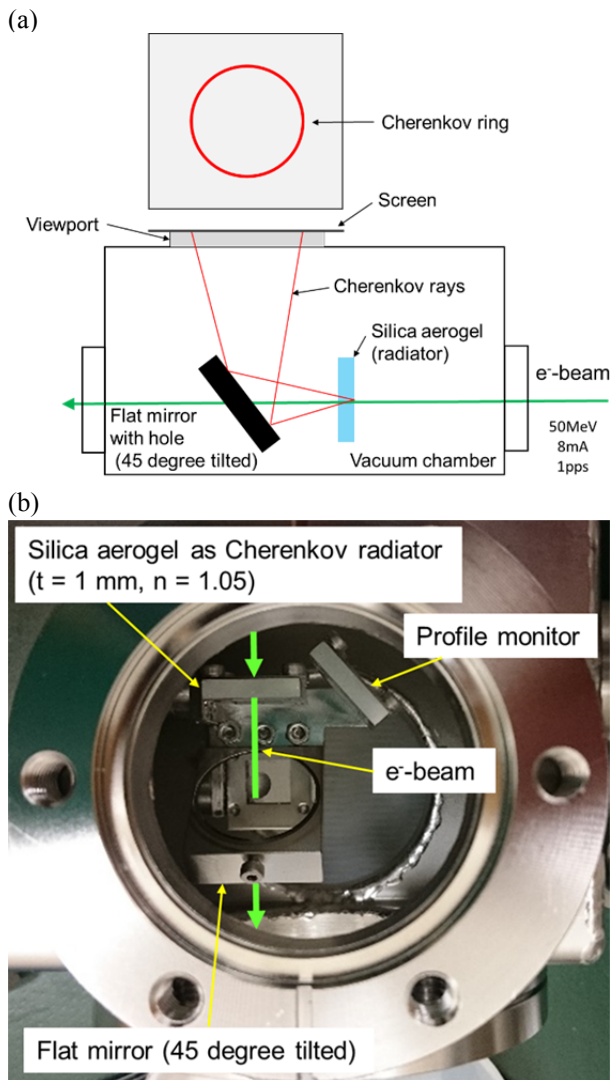 (a)
Cherenkov ring
Screen
Viewport
Cherenkov rays
Silica aerogel
(radiator)
e⁻-beam
Flat mirror
with hole
(45 degree tilted)
Vacuum chamber
50MeV
8mA
1pps
(b)
Silica aerogel as Cherenkov radiator
(t = 1 mm, n = 1.05)
Profile monitor
e⁻-beam
Flat mirror (45 degree tilted)